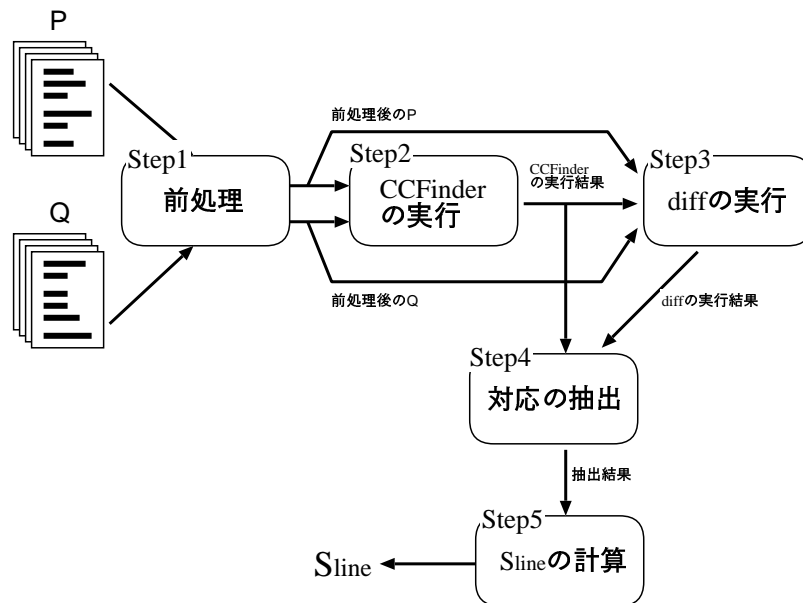 P
前処理後のP
Step1
前処理
Step2
CCFinder
の実行
CCFinder
の実行結果
Step3
diffの実行
Q
前処理後のQ
diffの実行結果
Step4
対応の抽出
抽出結果
Step5
Slineの計算
Sline